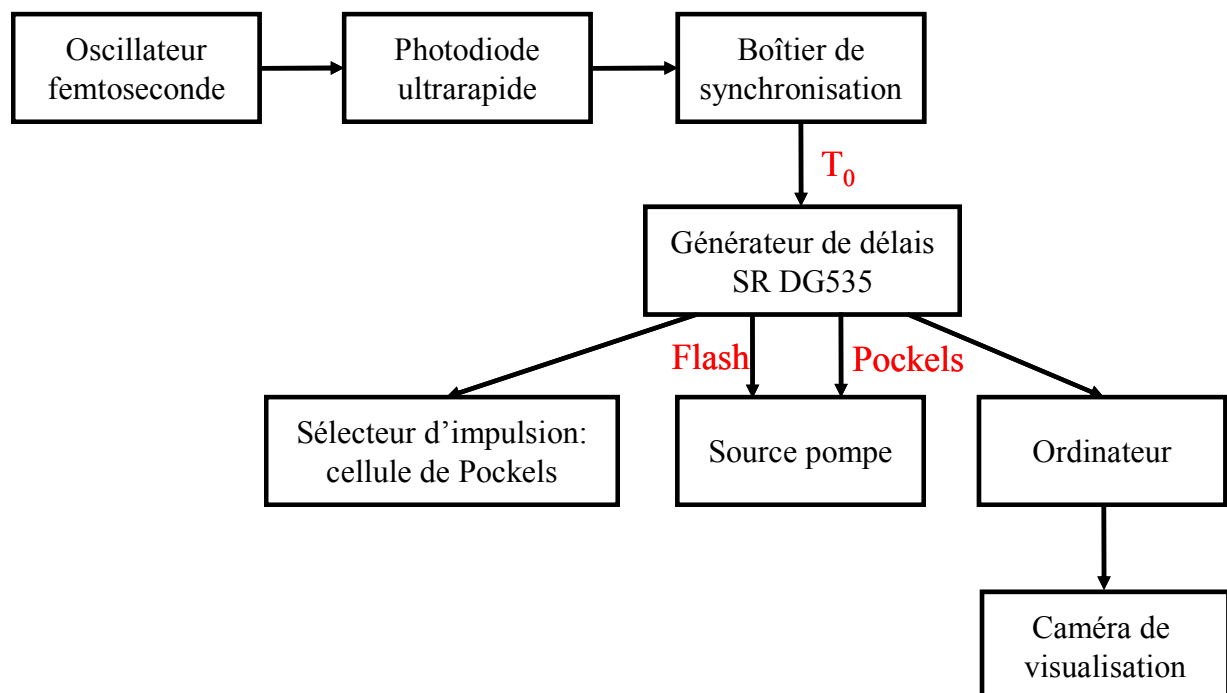 Oscillateur
femtoseconde
Photodiode
ultrarapide
Boîtier de
synchronisation
T₀
Générateur de délais
SR DG535
Flash
Pockels
Sélecteur d’impulsion:
cellule de Pockels
Source pompe
Ordinateur
Caméra de
visualisation